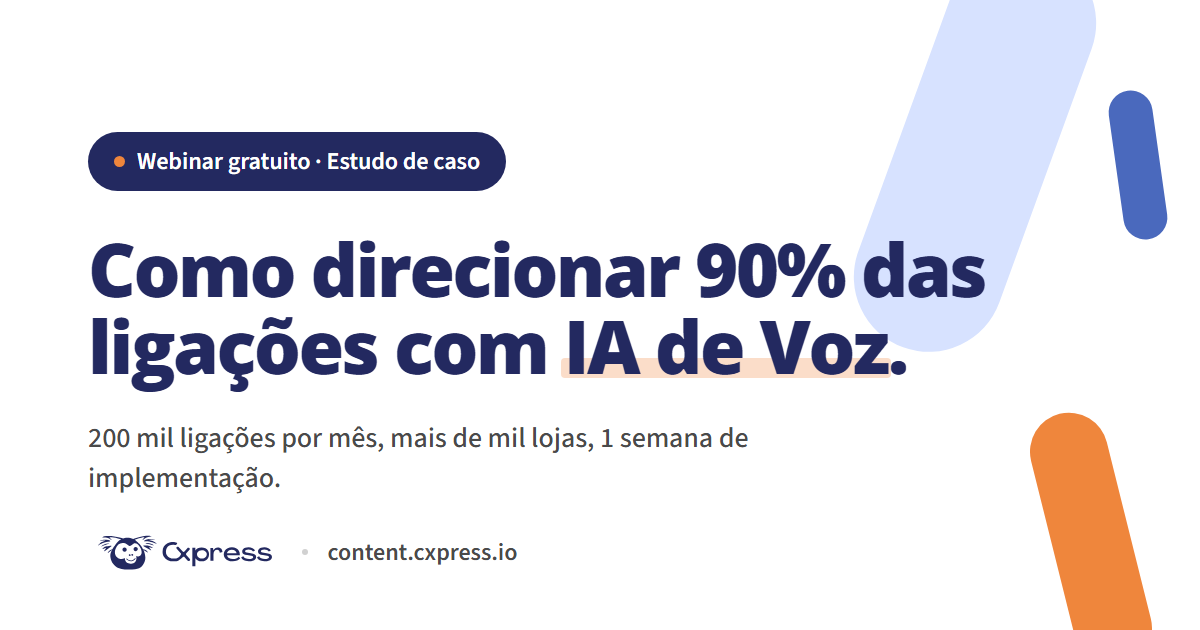 Webinar gratuito · Estudo de caso
Como direcionar 90% das
ligações com IA de Voz.
200 mil ligações por mês, mais de mil lojas, 1 semana de
implementação.
Cxpress • content.cxpress.io